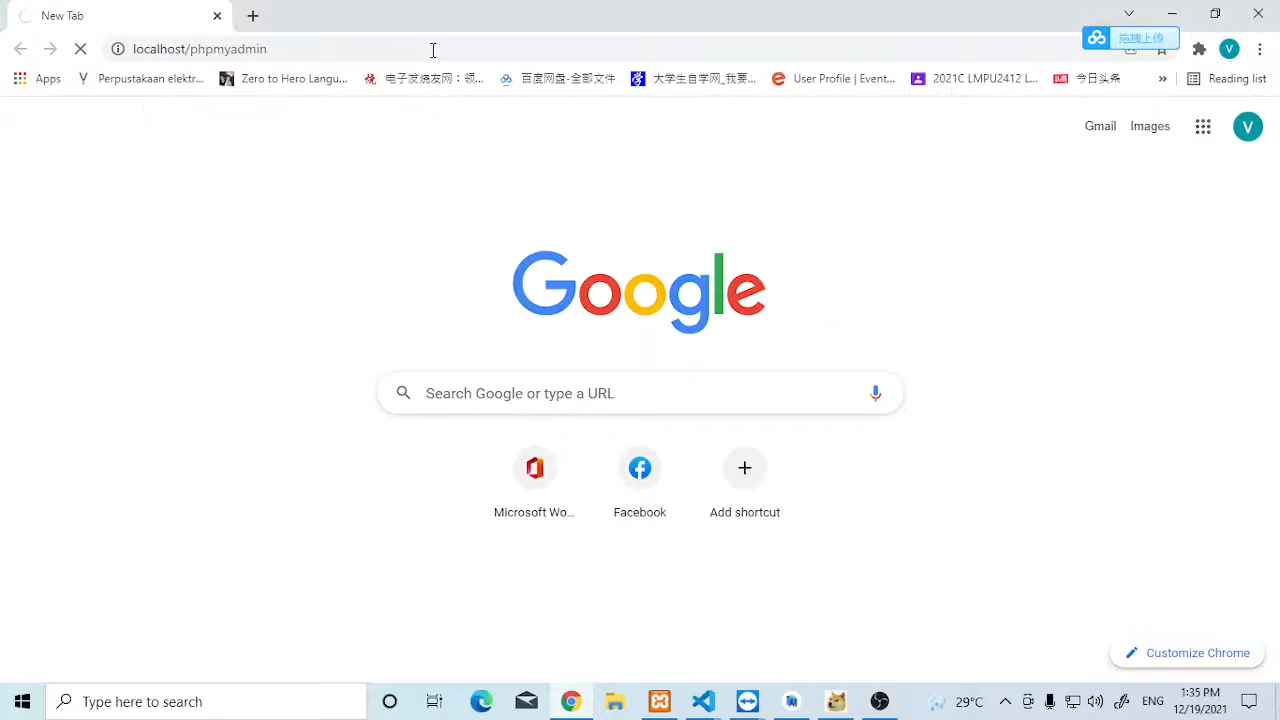 New Tab
localhost/phpmyadmin
拖拽上传
V
Apps
Perpustakaan elektr...
Zero to Hero Langu...
电子发烧友网：领...
百度网盘-全部文件
大学生自学网_我要...
User Profile | Event...
2021C LMPU2412 L...
今日头条
»
Reading list
Gmail
Images
V
Google
Search Google or type a URL
Microsoft Wo...
Facebook
Add shortcut
Customize Chrome
Type here to search
29°C
ENG
1:35 PM
12/19/2021